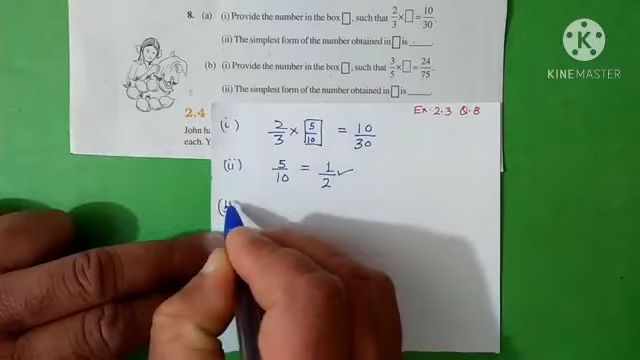 8. (a) (i) Provide the number in the box □, such that 2/3 × □ = 10/30.
(ii) The simplest form of the number obtained in □ is
(b) (i) Provide the number in the box □, such that 3/5 × □ = 24/75.
(ii) The simplest form of the number obtained in □ is
2.4
John ha
each. Y
KINEMASTER
Ex-2.3 Q.8
(i) 2/3 × 5/10 = 10/30
(ii) 5/10 = 1/2 ✓